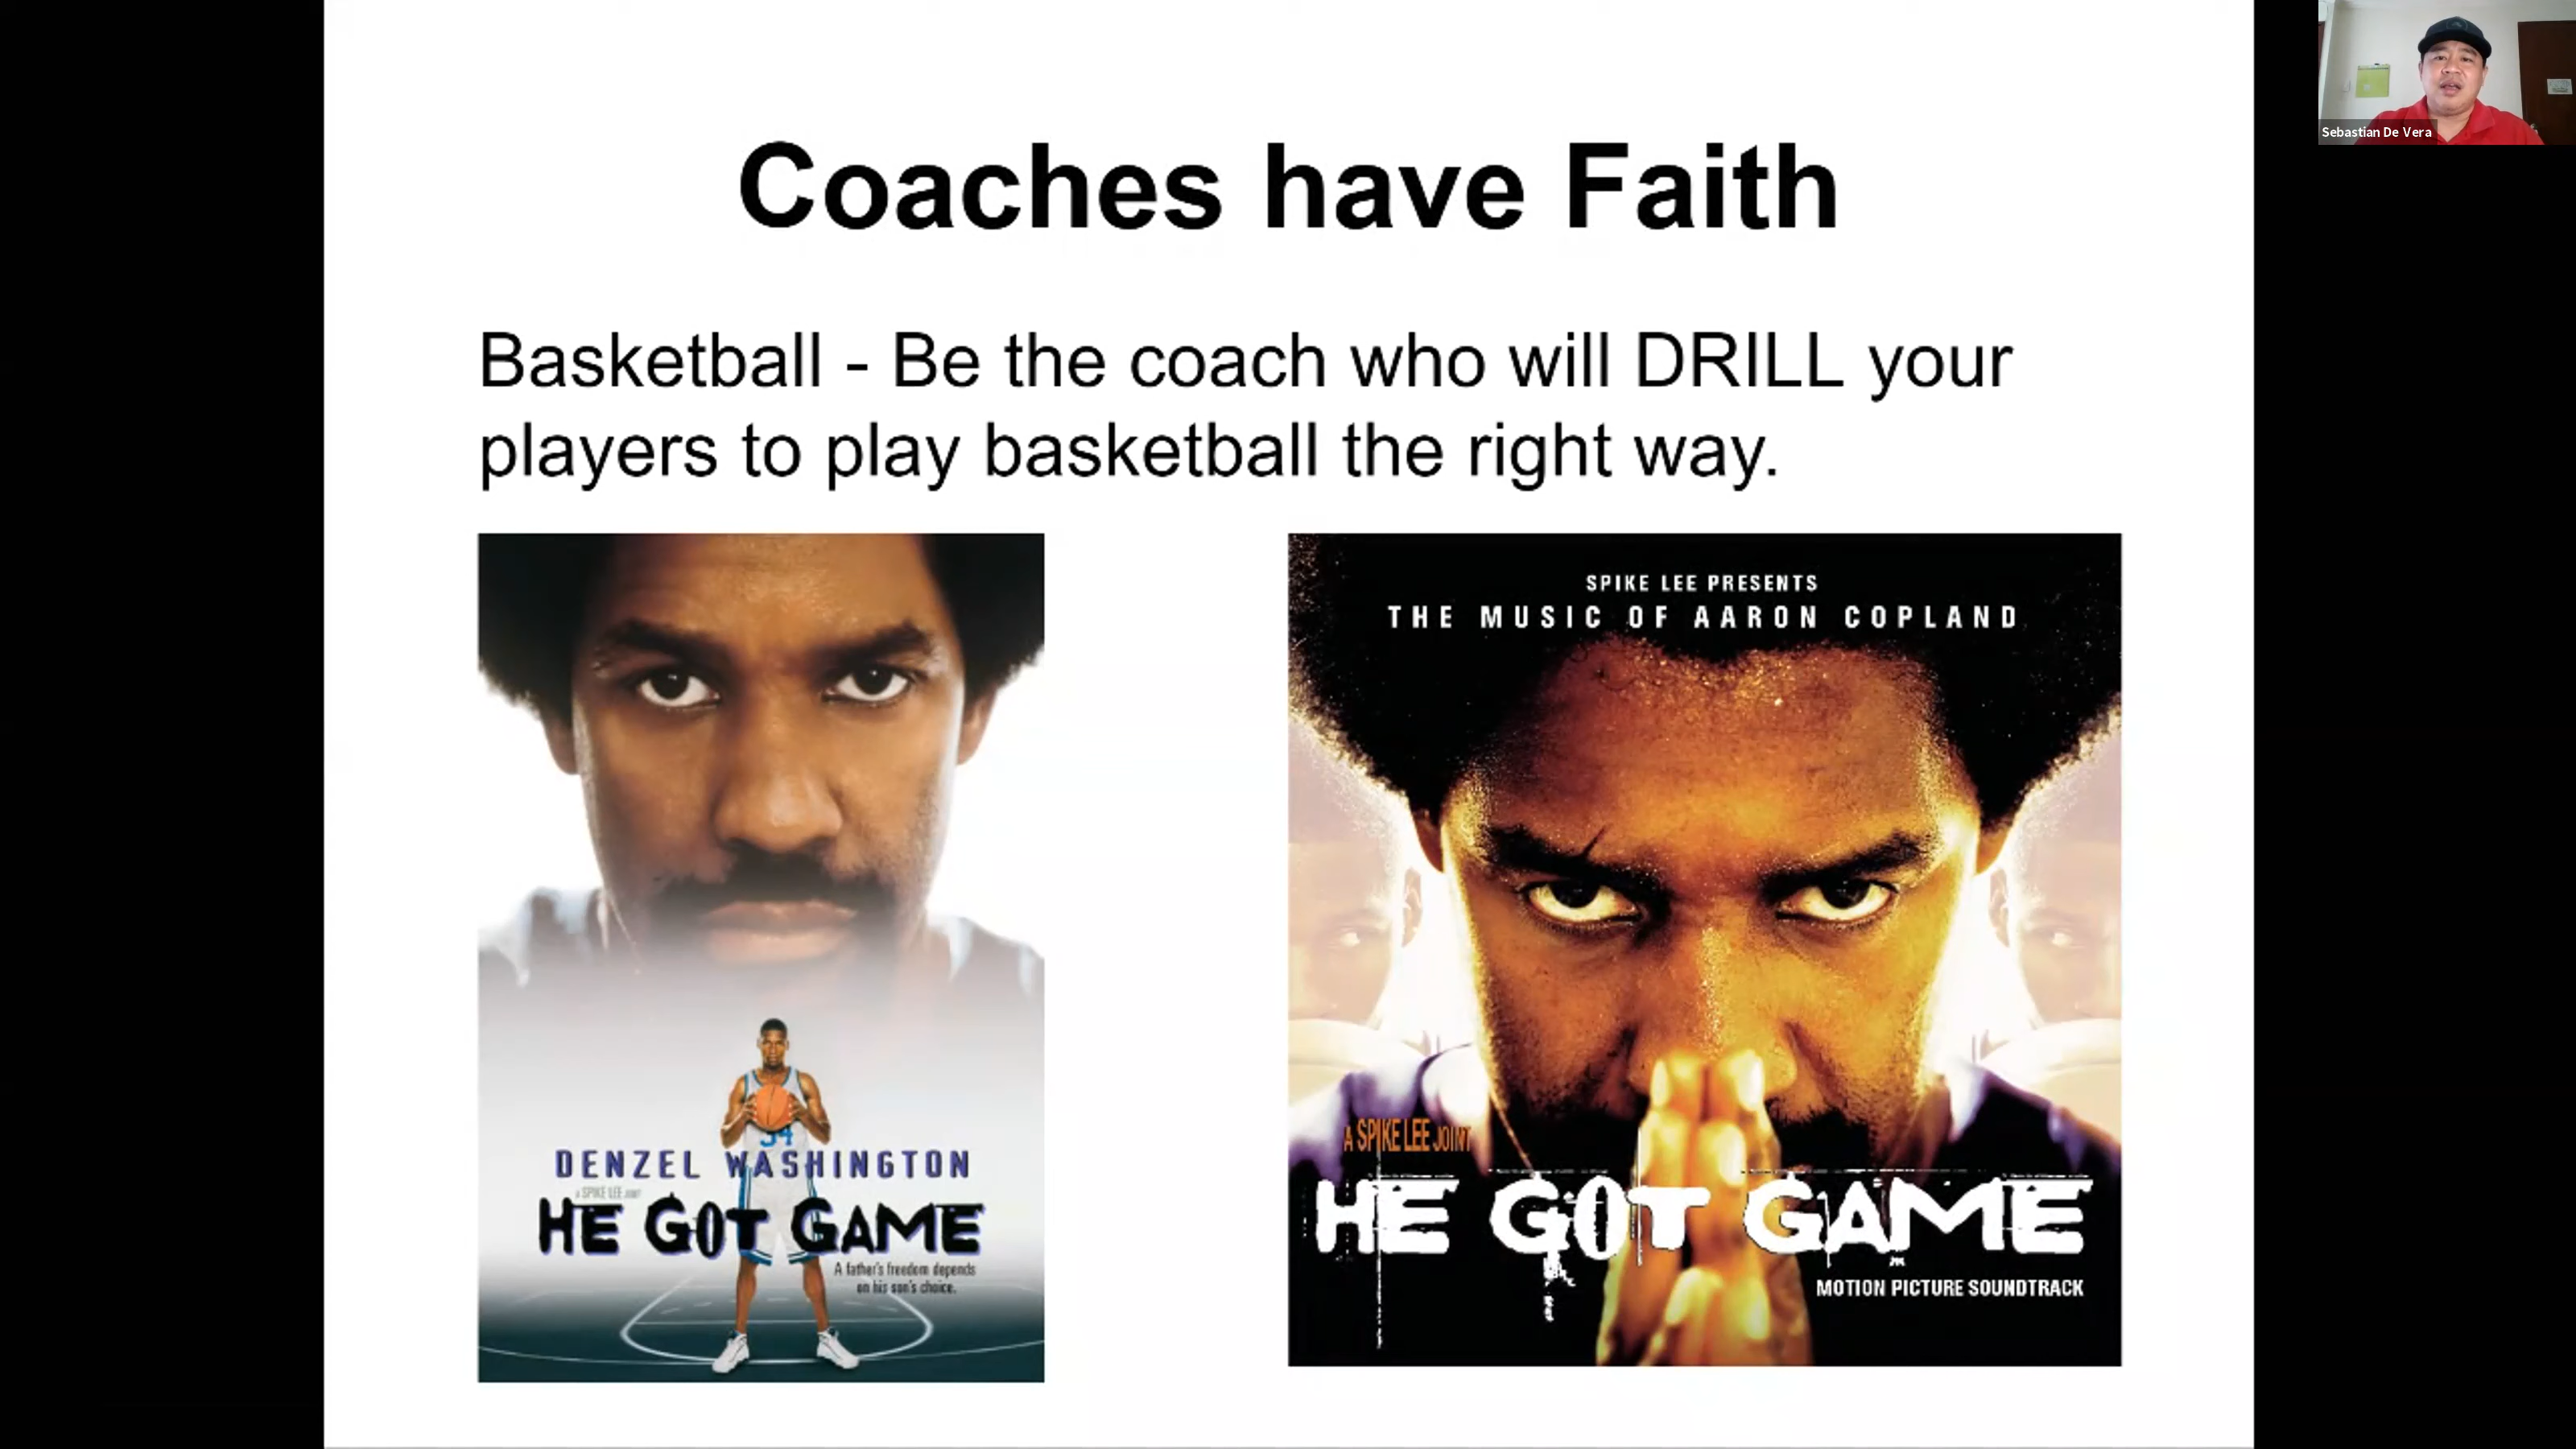 Coaches have Faith
Sebastian De Vera
Basketball - Be the coach who will DRILL your
players to play basketball the right way.
34
DENZEL WASHINGTON
A SPIKE LEE JOINT
HE GOT GAME
A father's freedom depends
on his son's choice.
SPIKE LEE PRESENTS
THE MUSIC OF AARON COPLAND
A SPIKE LEE JOINT
HE GOT GAME
MOTION PICTURE SOUNDTRACK